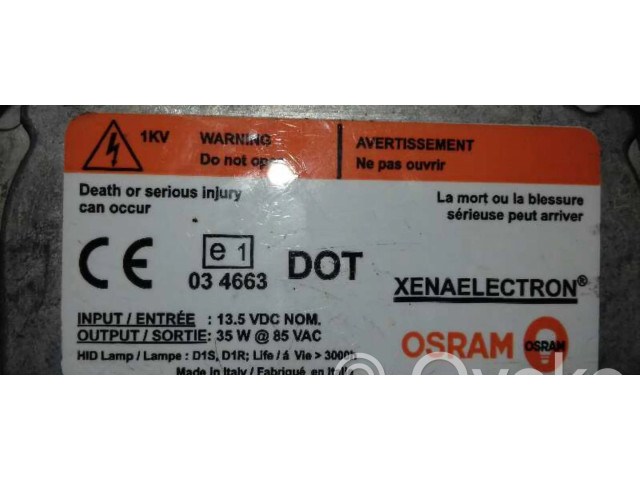 1KV
WARNING
Do not open
AVERTISSEMENT
Ne pas ouvrir
Death or serious injury
can occur
La mort ou la blessure
sérieuse peut arriver
CE
e 1
03 4663
DOT
XENAELECTRON®
INPUT / ENTRÉE : 13.5 VDC NOM.
OUTPUT / SORTIE: 35 W @ 85 VAC
HID Lamp / Lampe : D1S, D1R; Life / á Vie > 3000h
Made in Italy / Fabriqué en Italie
OSRAM
OSRAM